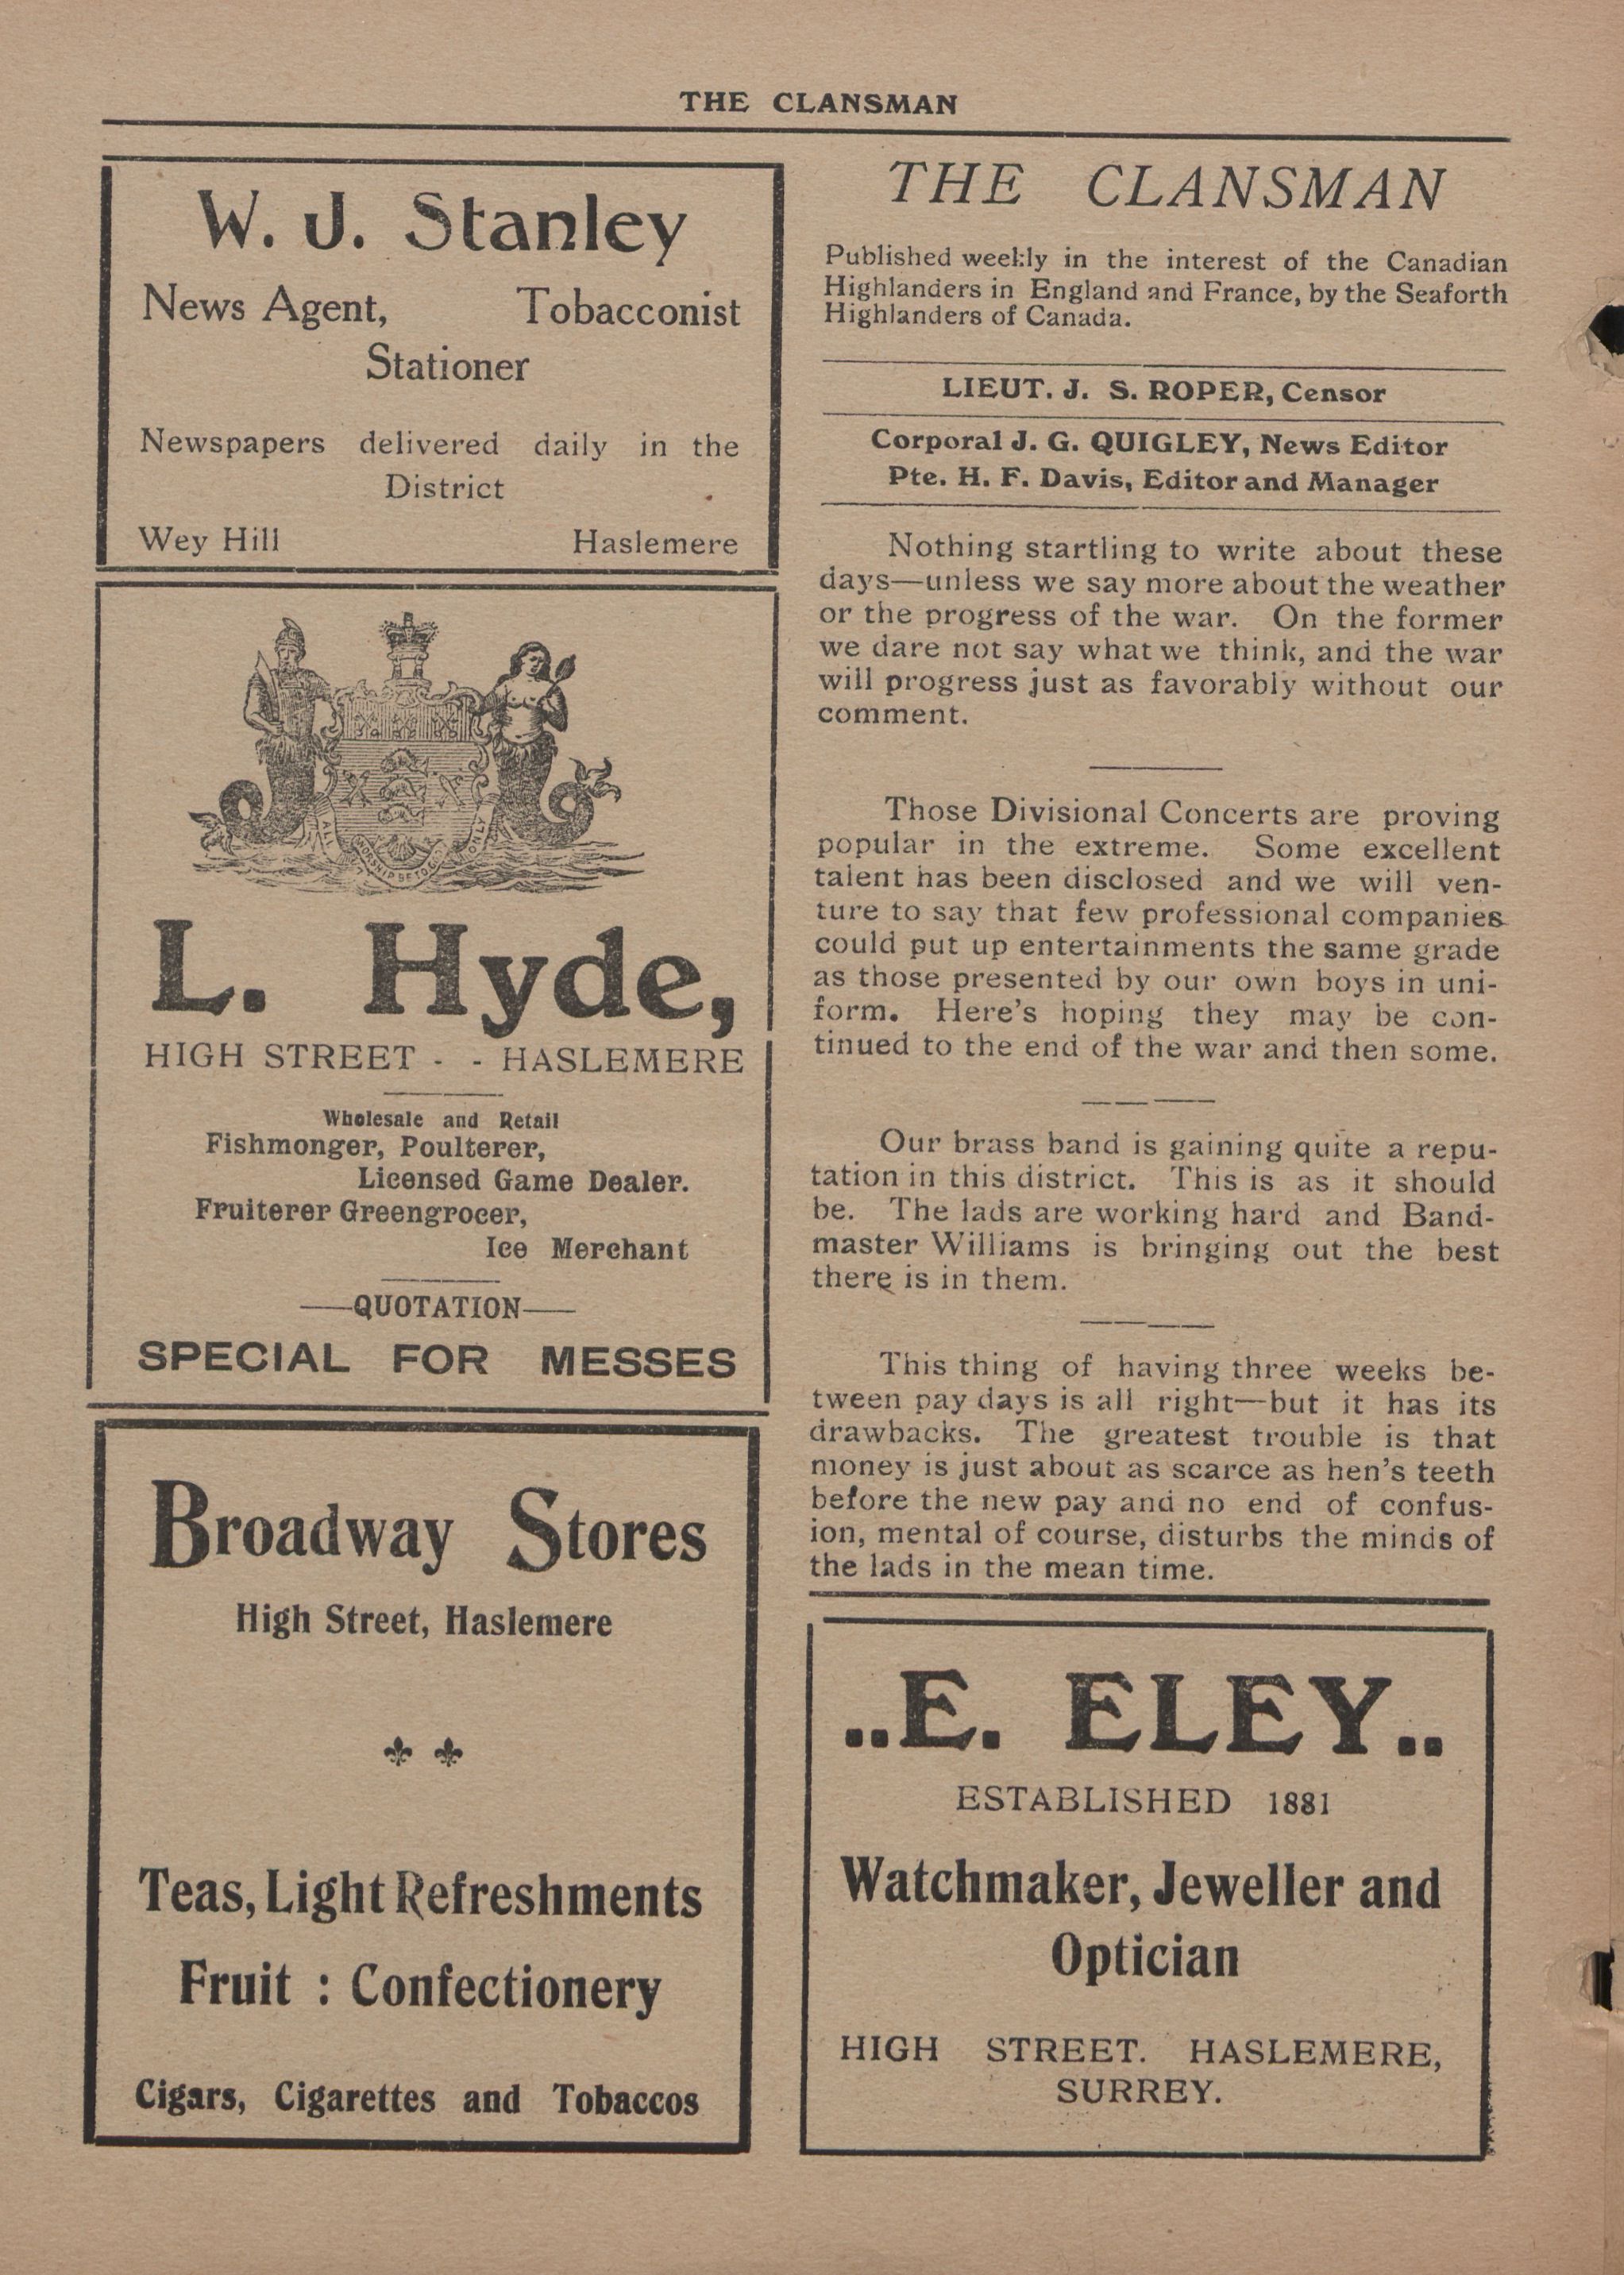 THE CLANSMAN
W. J. Stanley
News Agent, Tobacconist
Stationer
Newspapers delivered daily in the
District
Wey Hill Haslemere
L. Hyde,
HIGH STREET - - HASLEMERE
Wholesale and Retail
Fishmonger, Poulterer,
Licensed Game Dealer.
Fruiterer Greengrocer,
Ice Merchant
—QUOTATION—
SPECIAL FOR MESSES
Broadway Stores
High Street, Haslemere
Teas, Light Refreshments
Fruit : Confectionery
Cigars, Cigarettes and Tobaccos
THE CLANSMAN
Published weekly in the interest of the Canadian
Highlanders in England and France, by the Seaforth
Highlanders of Canada.
LIEUT. J. S. ROPER, Censor
Corporal J. G. QUIGLEY, News Editor
Pte. H. F. Davis, Editor and Manager
Nothing startling to write about these
days—unless we say more about the weather
or the progress of the war. On the former
we dare not say what we think, and the war
will progress just as favorably without our
comment.
Those Divisional Concerts are proving
popular in the extreme. Some excellent
talent has been disclosed and we will ven-
ture to say that few professional companies
could put up entertainments the same grade
as those presented by our own boys in uni-
form. Here's hoping they may be con-
tinued to the end of the war and then some.
Our brass band is gaining quite a repu-
tation in this district. This is as it should
be. The lads are working hard and Band-
master Williams is bringing out the best
there is in them.
This thing of having three weeks be-
tween pay days is all right—but it has its
drawbacks. The greatest trouble is that
money is just about as scarce as hen's teeth
before the new pay and no end of confus-
ion, mental of course, disturbs the minds of
the lads in the mean time.
..E. ELEY..
ESTABLISHED 1881
Watchmaker, Jeweller and
Optician
HIGH STREET. HASLEMERE,
SURREY.